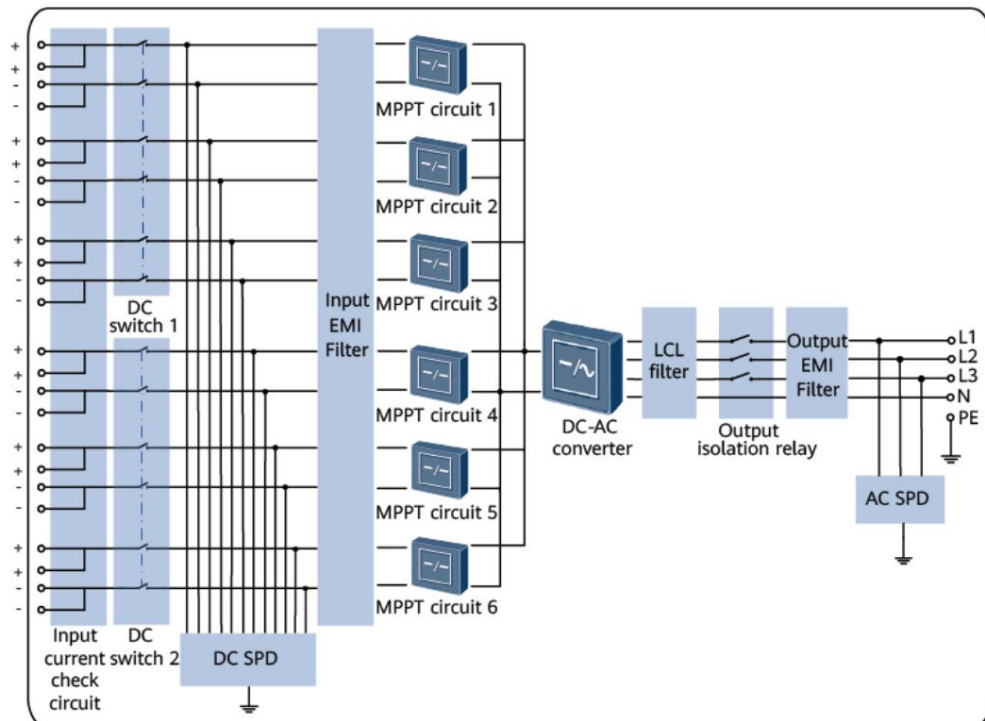 +
+
-
-
+
+
-
-
+
+
-
-
+
+
-
-
+
+
-
-
+
+
-
-
DC
switch 1
Input
current
check
circuit
DC
switch 2
DC SPD
Input
EMI
Filter
MPPT circuit 1
MPPT circuit 2
MPPT circuit 3
MPPT circuit 4
MPPT circuit 5
MPPT circuit 6
DC-AC
converter
LCL
filter
Output
isolation relay
Output
EMI
Filter
L1
L2
L3
N
PE
AC SPD